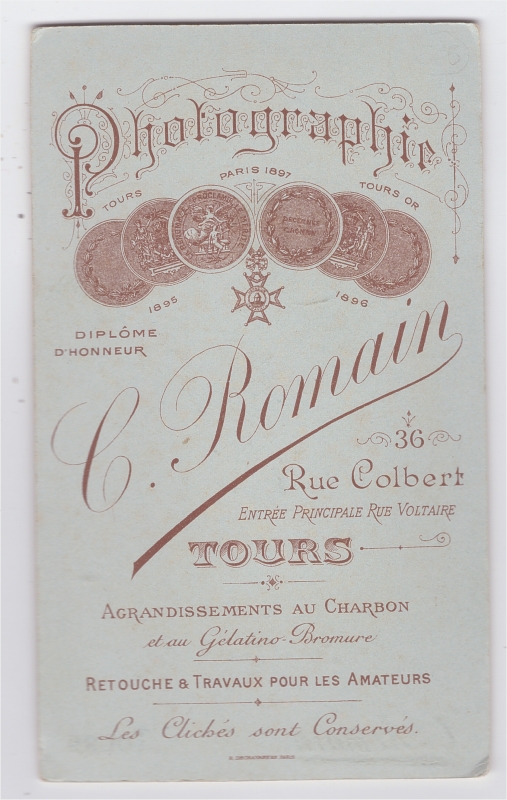 Photographie
PARIS 1897
TOURS
TOURS OR
1895
1896
DIPLÔME
D'HONNEUR
C. Romain
36
Rue Colbert
ENTRÉE PRINCIPALE RUE VOLTAIRE
TOURS
AGRANDISSEMENTS AU CHARBON
et au Gélatino-Bromure
RETOUCHE & TRAVAUX POUR LES AMATEURS
Les Clichés sont Conservés.